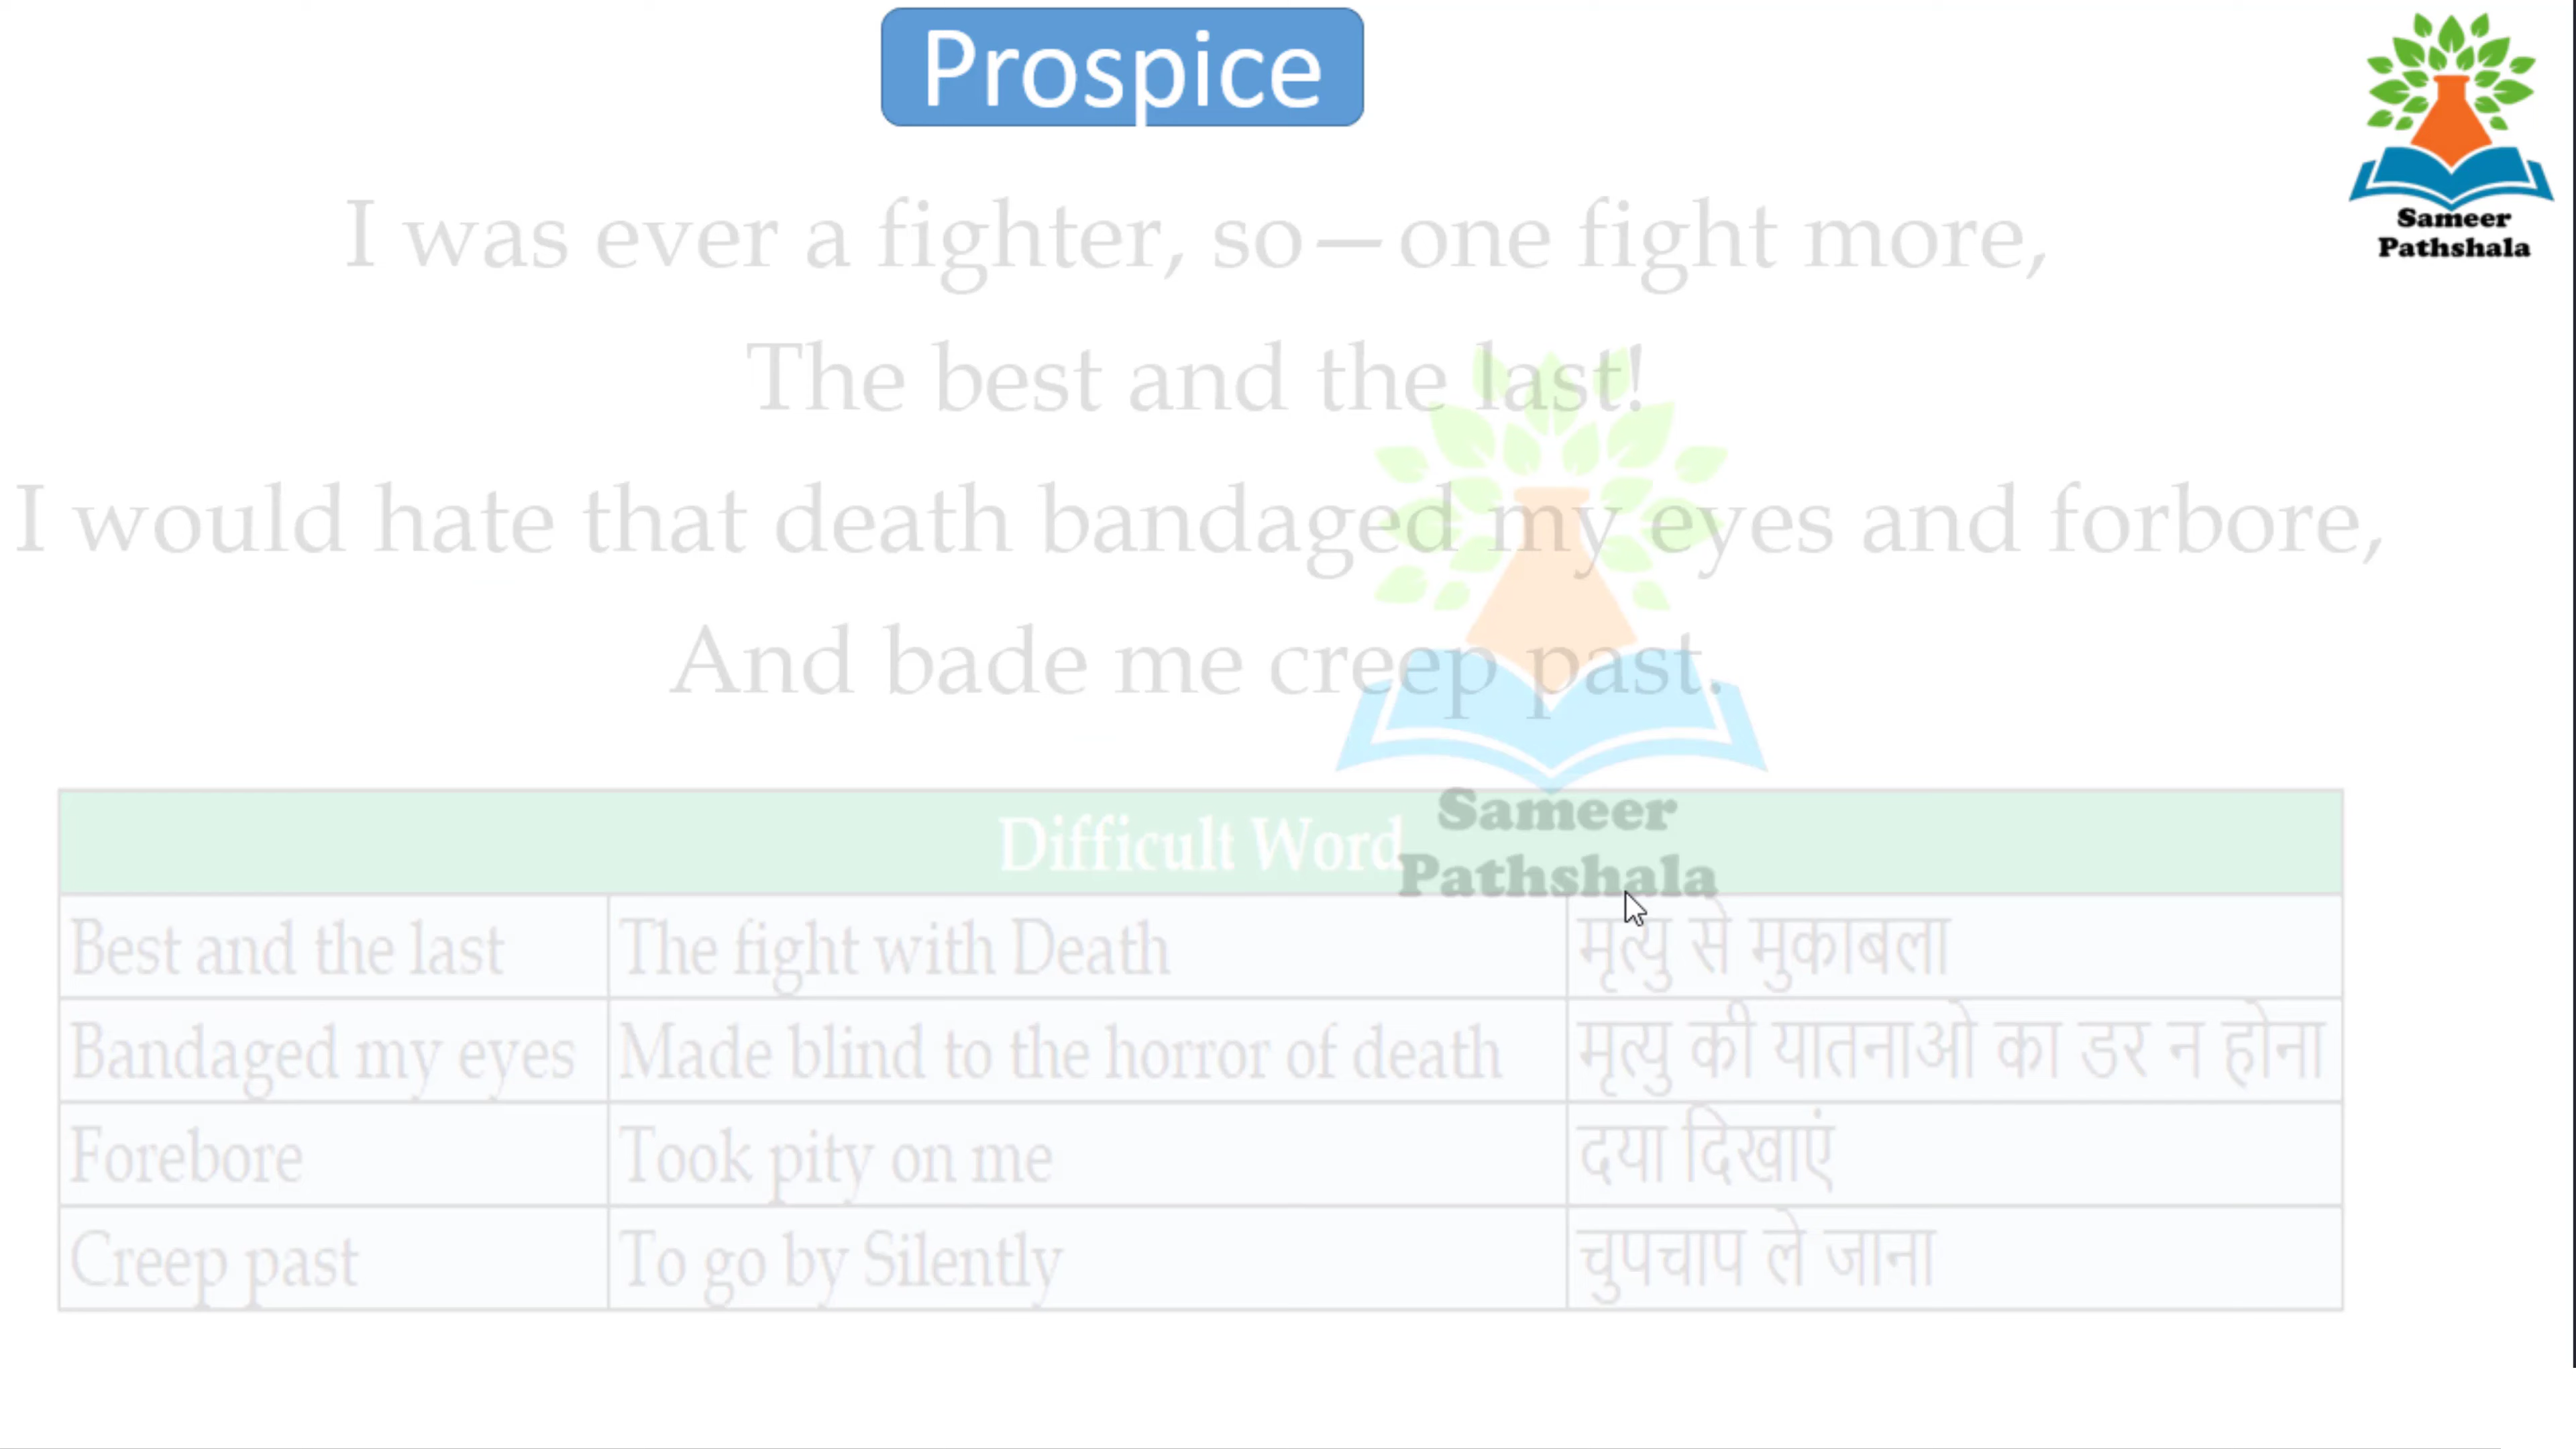 Prospice
Sameer
Pathshala
I was ever a fighter, so—one fight more,
The best and the last!
I would hate that death bandaged my eyes and forbore,
And bade me creep past.
Sameer
Pathshala
Difficult Word
Best and the last The fight with Death मृत्यु से मुकाबला
Bandaged my eyes Made blind to the horror of death मृत्यु की यातनाओ का डर न होना
Forebore Took pity on me दया दिखाएं
Creep past To go by Silently चुपचाप ले जाना